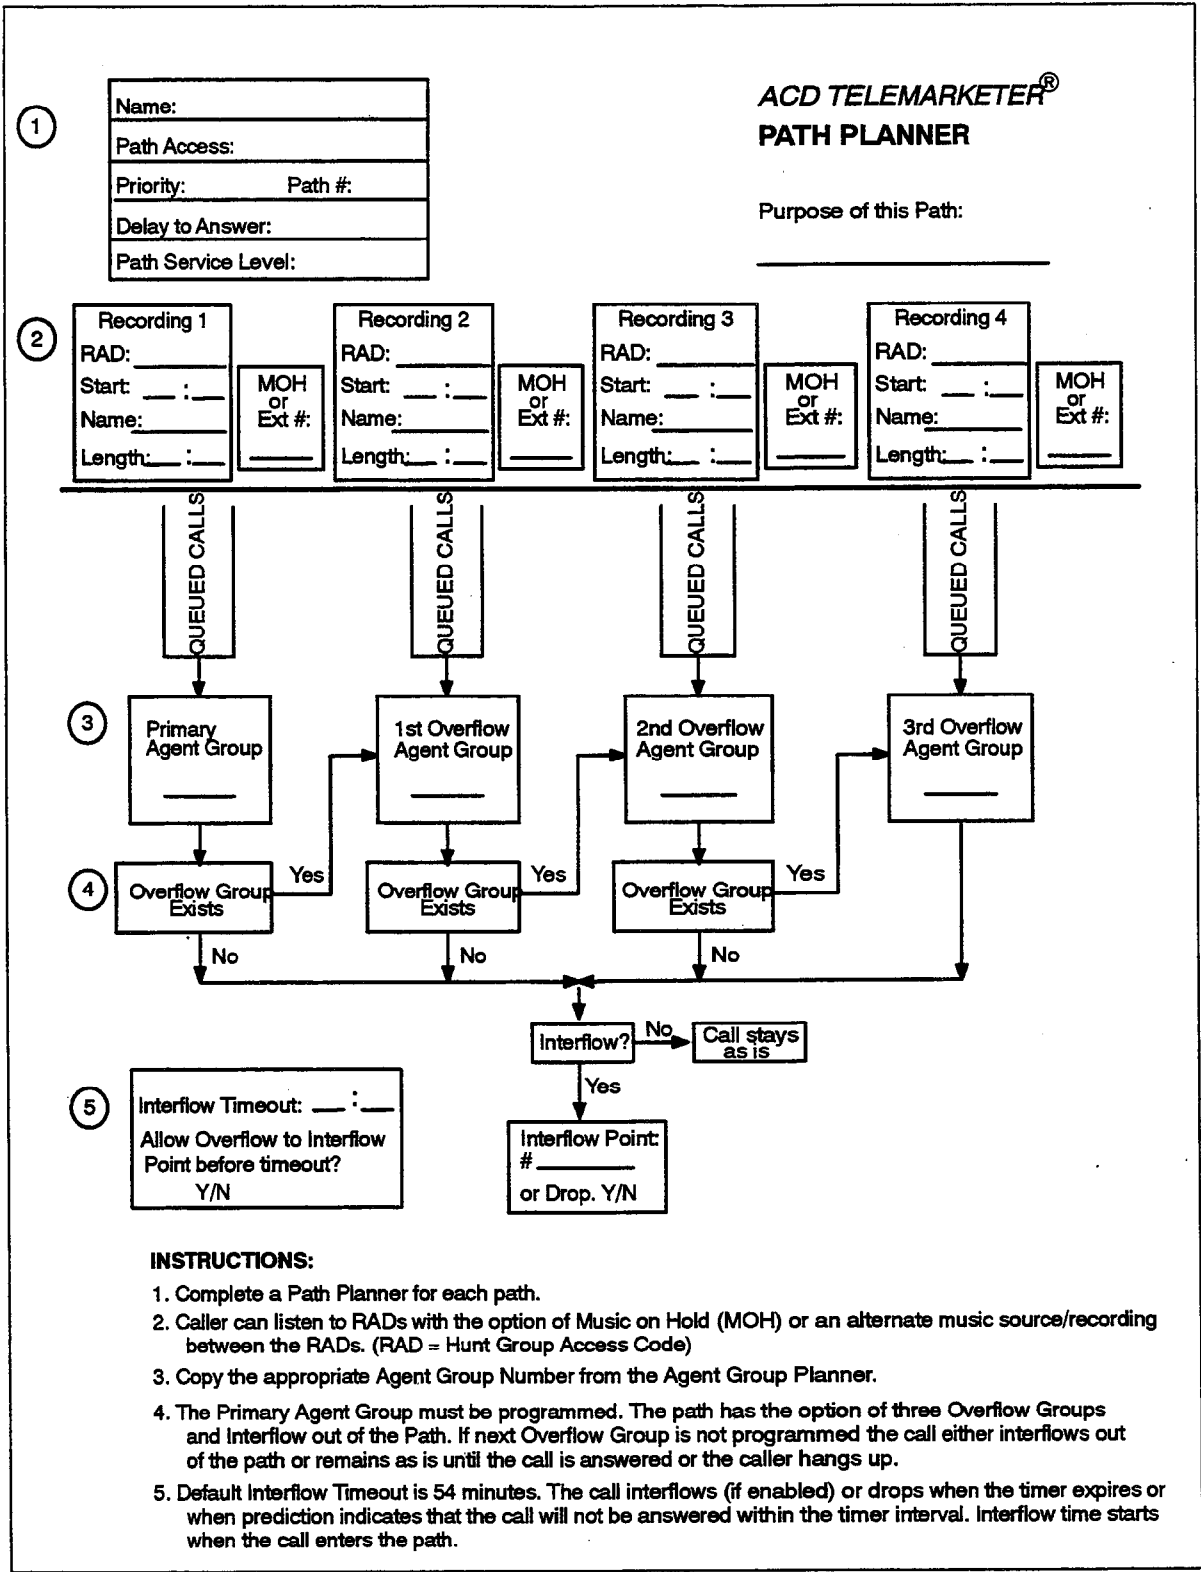 ACD TELEMARKETER®
PATH PLANNER
Purpose of this Path:
1
Name:
Path Access:
Priority: Path #:
Delay to Answer:
Path Service Level:
2
Recording 1
RAD:
Start: :
Name:
Length: :
MOH
or
Ext #:
Recording 2
RAD:
Start: :
Name:
Length: :
MOH
or
Ext #:
Recording 3
RAD:
Start: :
Name:
Length: :
MOH
or
Ext #:
Recording 4
RAD:
Start: :
Name:
Length: :
MOH
or
Ext #:
QUEUED CALLS
QUEUED CALLS
QUEUED CALLS
QUEUED CALLS
3
Primary
Agent Group
1st Overflow
Agent Group
2nd Overflow
Agent Group
3rd Overflow
Agent Group
4
Overflow Group
Exists
Yes
No
Overflow Group
Exists
Yes
No
Overflow Group
Exists
Yes
No
Interflow?
No
Call stays
as is
Yes
5
Interflow Timeout: :
Allow Overflow to Interflow
Point before timeout?
Y/N
Interflow Point:
#
or Drop. Y/N
INSTRUCTIONS:
1. Complete a Path Planner for each path.
2. Caller can listen to RADs with the option of Music on Hold (MOH) or an alternate music source/recording
between the RADs. (RAD = Hunt Group Access Code)
3. Copy the appropriate Agent Group Number from the Agent Group Planner.
4. The Primary Agent Group must be programmed. The path has the option of three Overflow Groups
and Interflow out of the Path. If next Overflow Group is not programmed the call either interflows out
of the path or remains as is until the call is answered or the caller hangs up.
5. Default Interflow Timeout is 54 minutes. The call interflows (if enabled) or drops when the timer expires or
when prediction indicates that the call will not be answered within the timer interval. Interflow time starts
when the call enters the path.